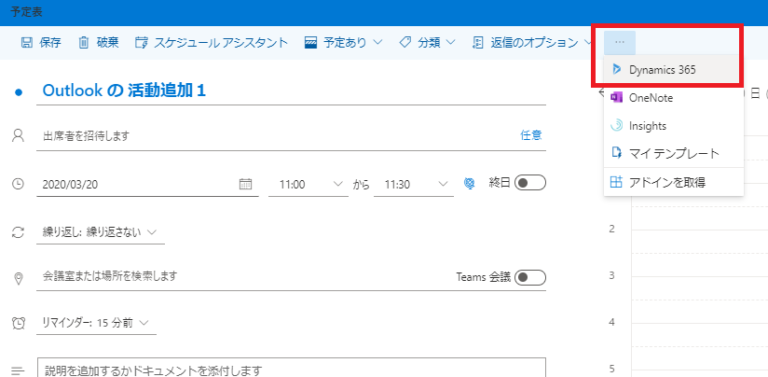 予定表
保存 破棄 スケジュール アシスタント 予定あり 分類 返信のオプション ...
Dynamics 365
Outlook の 活動追加 1
日
OneNote
出席者を招待します 任意
Insights
マイ テンプレート
2020/03/20 11:00 から 11:30 終日
アドインを取得
繰り返し: 繰り返さない
2
会議室または場所を検索します Teams 会議
3
リマインダー: 15 分前
4
説明を追加するかドキュメントを添付します
5